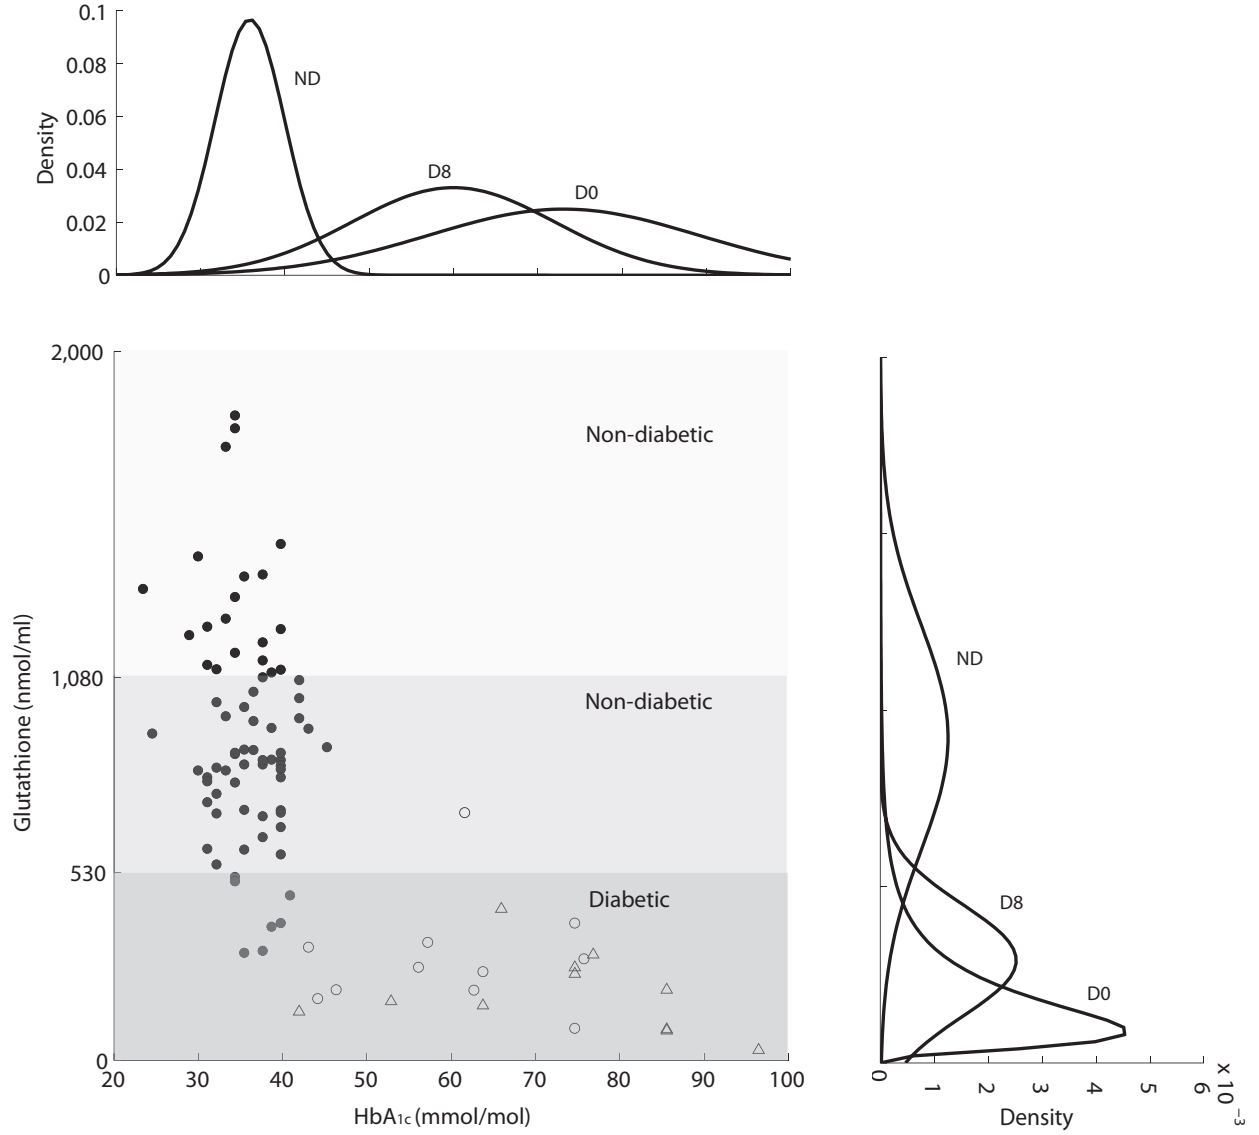 0.1
0.08
0.06
0.04
0.02
0
Density
ND
D8
D0
2,000
1,080
530
0
Glutathione (nmol/ml)
Non-diabetic
Non-diabetic
Diabetic
20 30 40 50 60 70 80 90 100
HbA1c (mmol/mol)
ND
D8
D0
0 1 2 3 4 5 6
x 10 −3
Density